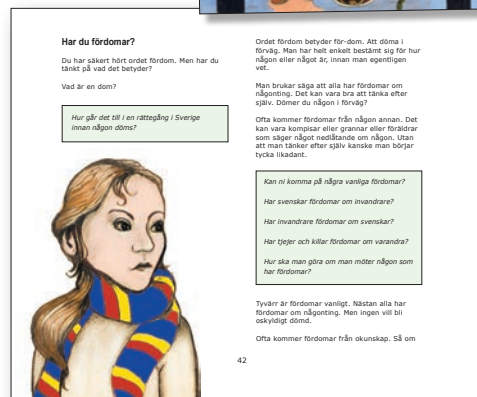 Har du fördomar?
Du har säkert hört ordet fördom. Men har du
tänkt på vad det betyder?
Vad är en dom?
Hur går det till i en rättegång i Sverige
innan någon döms?
Ordet fördom betyder för-dom. Att döma i
förväg. Man har helt enkelt bestämt sig för hur
någon eller något är, innan man egentligen
vet.
Man brukar säga att alla har fördomar om
någonting. Det kan vara bra att tänka efter
själv. Dömer du någon i förväg?
Ofta kommer fördomar från någon annan. Det
kan vara kompisar eller grannar eller föräldrar
som säger något nedlåtande om någon. Utan
att man tänker efter själv kanske man börjar
tycka likadant.
Kan ni komma på några vanliga fördomar?
Har svenskar fördomar om invandrare?
Har invandrare fördomar om svenskar?
Har tjejer och killar fördomar om varandra?
Hur ska man göra om man möter någon som
har fördomar?
Tyvärr är fördomar vanligt. Nästan alla har
fördomar om någonting. Men ingen vill bli
oskyldigt dömd.
Ofta kommer fördomar från okunskap. Så om
42